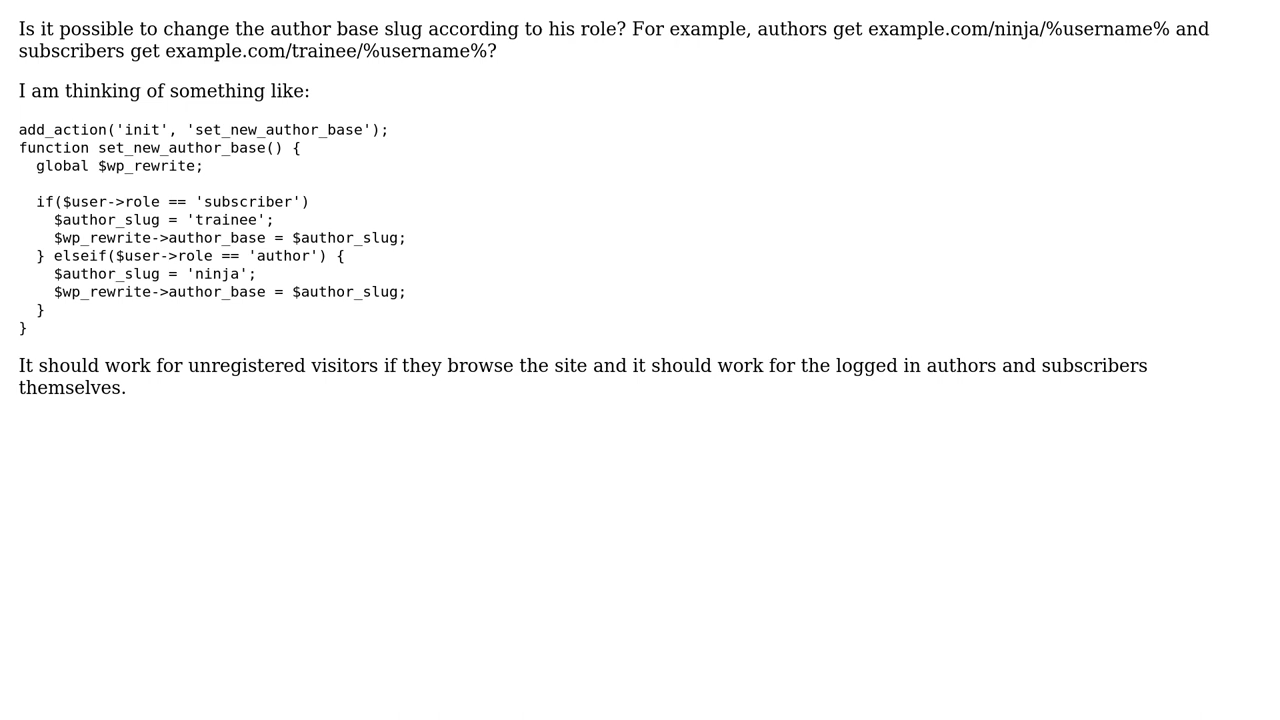 Is it possible to change the author base slug according to his role? For example, authors get example.com/ninja/%username% and
subscribers get example.com/trainee/%username%?
I am thinking of something like:
add_action('init', 'set_new_author_base');
function set_new_author_base() {
  global $wp_rewrite;

  if($user->role == 'subscriber')
    $author_slug = 'trainee';
    $wp_rewrite->author_base = $author_slug;
  } elseif($user->role == 'author') {
    $author_slug = 'ninja';
    $wp_rewrite->author_base = $author_slug;
  }
}
It should work for unregistered visitors if they browse the site and it should work for the logged in authors and subscribers
themselves.